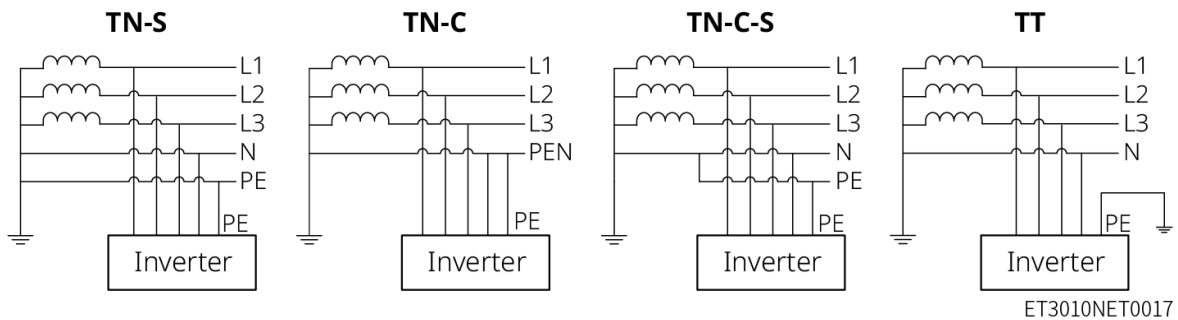 TN-S
TN-C
TN-C-S
TT
L1
L2
L3
N
PE
PE
Inverter
L1
L2
L3
PEN
PE
Inverter
L1
L2
L3
N
PE
PE
Inverter
L1
L2
L3
N
PE
Inverter
ET3010NET0017